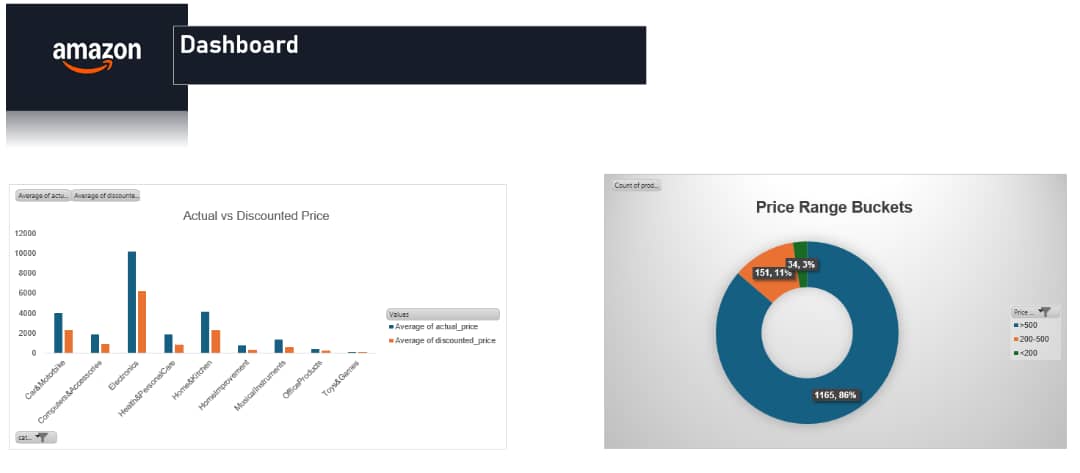 amazon
Dashboard
Average of actu... Average of discounte...
Actual vs Discounted Price
12000
10000
8000
6000
4000
2000
0
Car&Motorbike
Computers&Accessories
Electronics
Health&PersonalCare
Home&Kitchen
HomeImprovement
MusicalInstruments
OfficeProducts
Toys&Games
Values
Average of actual_price
Average of discounted_price
cat...
Count of prod...
Price Range Buckets
34, 3%
151, 11%
1165, 86%
Price ...
>500
200-500
<200